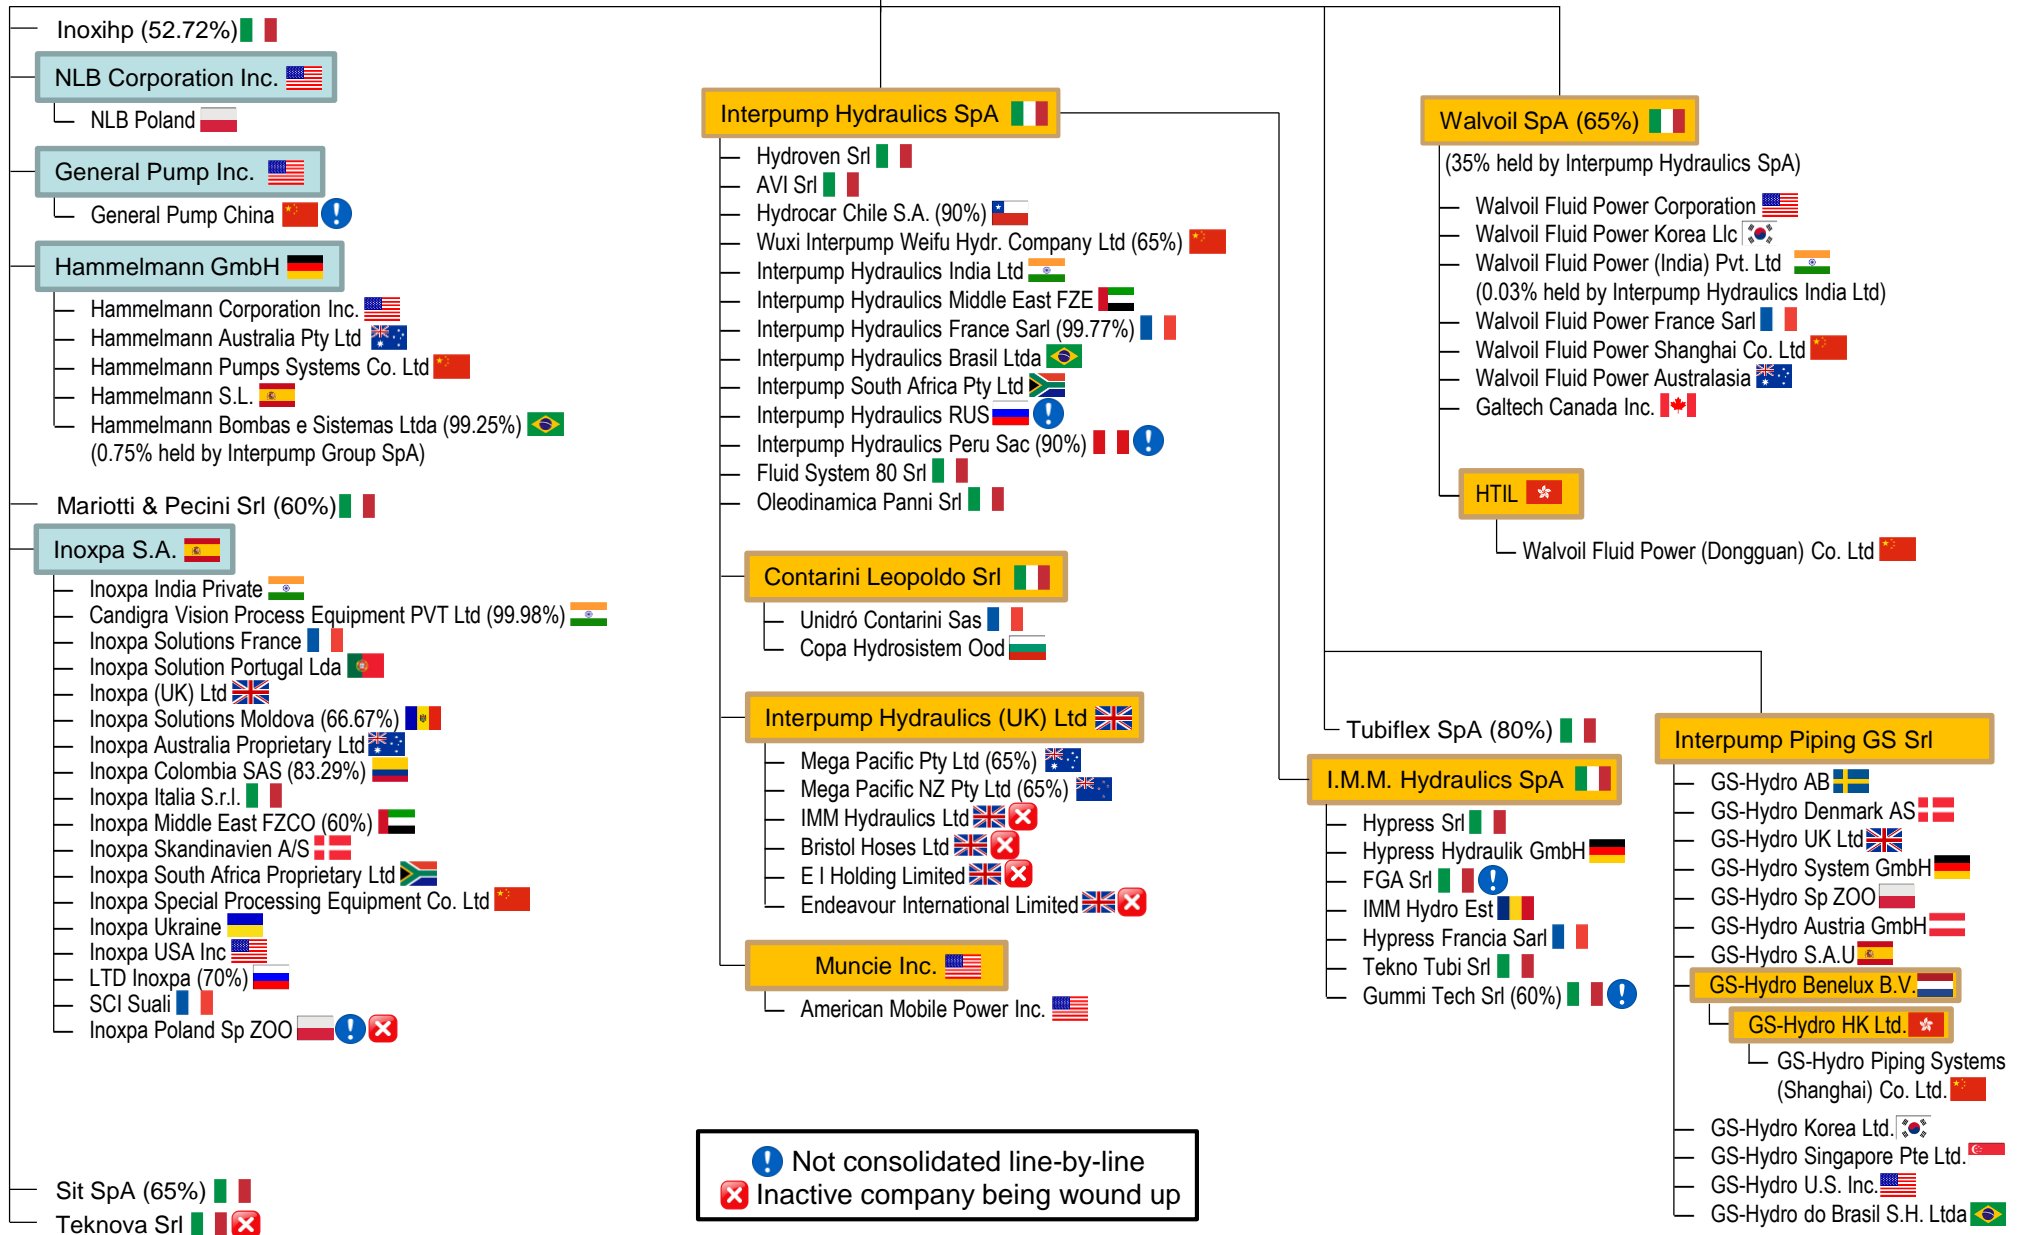 Inoxihp (52.72%)
NLB Corporation Inc.
NLB Poland
General Pump Inc.
General Pump China
Hammelmann GmbH
Hammelmann Corporation Inc.
Hammelmann Australia Pty Ltd
Hammelmann Pumps Systems Co. Ltd
Hammelmann S.L.
Hammelmann Bombas e Sistemas Ltda (99.25%)
(0.75% held by Interpump Group SpA)
Mariotti & Pecini Srl (60%)
Inoxpa S.A.
Inoxpa India Private
Candigra Vision Process Equipment PVT Ltd (99.98%)
Inoxpa Solutions France
Inoxpa Solution Portugal Lda
Inoxpa (UK) Ltd
Inoxpa Solutions Moldova (66.67%)
Inoxpa Australia Proprietary Ltd
Inoxpa Colombia SAS (83.29%)
Inoxpa Italia S.r.l.
Inoxpa Middle East FZCO (60%)
Inoxpa Skandinavien A/S
Inoxpa South Africa Proprietary Ltd
Inoxpa Special Processing Equipment Co. Ltd
Inoxpa Ukraine
Inoxpa USA Inc
LTD Inoxpa (70%)
SCI Suali
Inoxpa Poland Sp ZOO
Sit SpA (65%)
Teknova Srl
Interpump Hydraulics SpA
Hydroven Srl
AVI Srl
Hydrocar Chile S.A. (90%)
Wuxi Interpump Weifu Hydr. Company Ltd (65%)
Interpump Hydraulics India Ltd
Interpump Hydraulics Middle East FZE
Interpump Hydraulics France Sarl (99.77%)
Interpump Hydraulics Brasil Ltda
Interpump South Africa Pty Ltd
Interpump Hydraulics RUS
Interpump Hydraulics Peru Sac (90%)
Fluid System 80 Srl
Oleodinamica Panni Srl
Contarini Leopoldo Srl
Unidró Contarini Sas
Copa Hydrosistem Ood
Interpump Hydraulics (UK) Ltd
Mega Pacific Pty Ltd (65%)
Mega Pacific NZ Pty Ltd (65%)
IMM Hydraulics Ltd
Bristol Hoses Ltd
E I Holding Limited
Endeavour International Limited
Muncie Inc.
American Mobile Power Inc.
Not consolidated line-by-line
Inactive company being wound up
Walvoil SpA (65%)
(35% held by Interpump Hydraulics SpA)
Walvoil Fluid Power Corporation
Walvoil Fluid Power Korea Llc
Walvoil Fluid Power (India) Pvt. Ltd
(0.03% held by Interpump Hydraulics India Ltd)
Walvoil Fluid Power France Sarl
Walvoil Fluid Power Shanghai Co. Ltd
Walvoil Fluid Power Australasia
Galtech Canada Inc.
HTIL
Walvoil Fluid Power (Dongguan) Co. Ltd
Tubiflex SpA (80%)
I.M.M. Hydraulics SpA
Hypress Srl
Hypress Hydraulik GmbH
FGA Srl
IMM Hydro Est
Hypress Francia Sarl
Tekno Tubi Srl
Gummi Tech Srl (60%)
Interpump Piping GS Srl
GS-Hydro AB
GS-Hydro Denmark AS
GS-Hydro UK Ltd
GS-Hydro System GmbH
GS-Hydro Sp ZOO
GS-Hydro Austria GmbH
GS-Hydro S.A.U
GS-Hydro Benelux B.V.
GS-Hydro HK Ltd.
GS-Hydro Piping Systems
(Shanghai) Co. Ltd.
GS-Hydro Korea Ltd.
GS-Hydro Singapore Pte Ltd.
GS-Hydro U.S. Inc.
GS-Hydro do Brasil S.H. Ltda